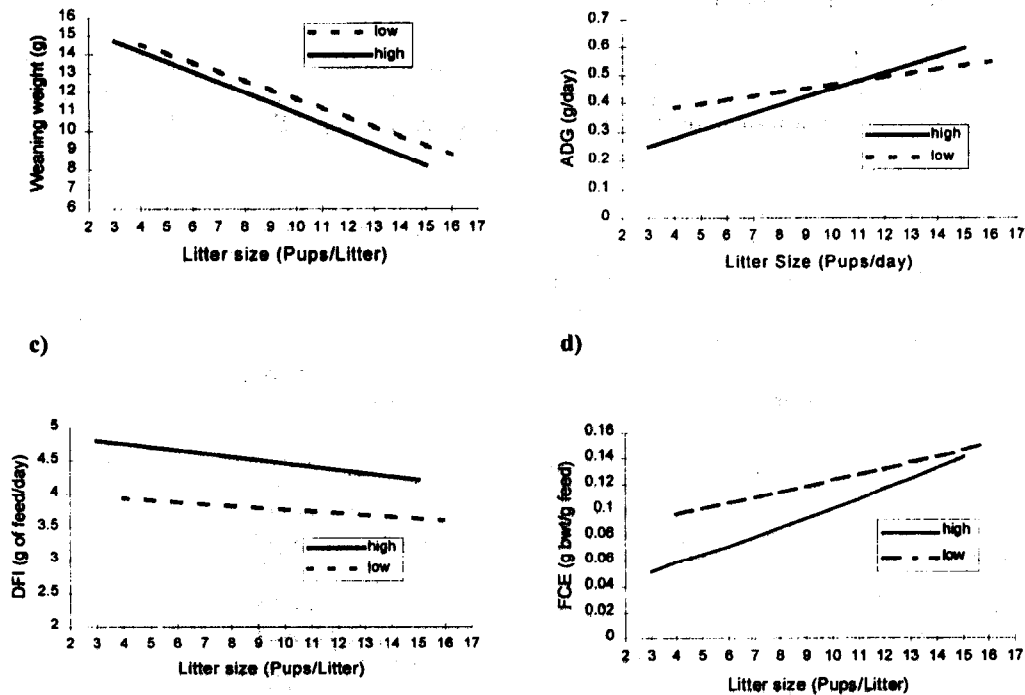 16
15
14
13
12
11
10
9
8
7
6
Weaning weight (g)
low
high
2 3 4 5 6 7 8 9 10 11 12 13 14 15 16 17
Litter size (Pups/Litter)
0.7
0.6
0.5
0.4
0.3
0.2
0.1
0
ADG (g/day)
high
low
2 3 4 5 6 7 8 9 10 11 12 13 14 15 16 17
Litter Size (Pups/day)
c)
5
4.5
4
3.5
3
2.5
2
DFI (g of feed/day)
high
low
2 3 4 5 6 7 8 9 10 11 12 13 14 15 16 17
Litter size (Pups/Litter)
d)
0.16
0.14
0.12
0.1
0.08
0.06
0.04
0.02
0
FCE (g bwt/g feed)
high
low
2 3 4 5 6 7 8 9 10 11 12 13 14 15 16 17
Litter size (Pups/Litter)